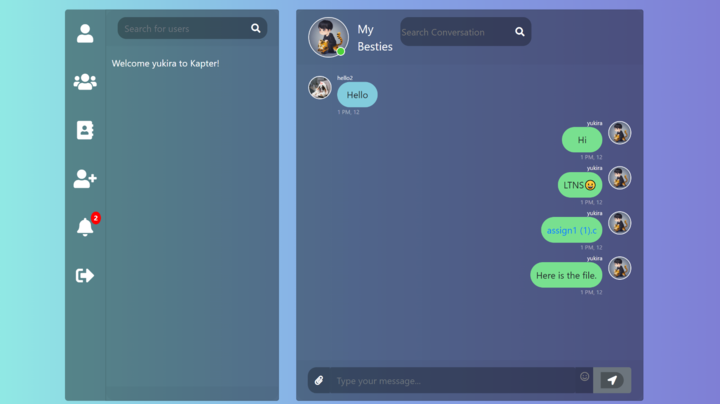 Search for users
2
Welcome yukira to Kapter!
My
Besties
Search Conversation
hello2
Hello
1 PM, 12
yukira
Hi
1 PM, 12
yukira
LTNS😀
1 PM, 12
yukira
assign1 (1).c
1 PM, 12
yukira
Here is the file.
1 PM, 12
Type your message...